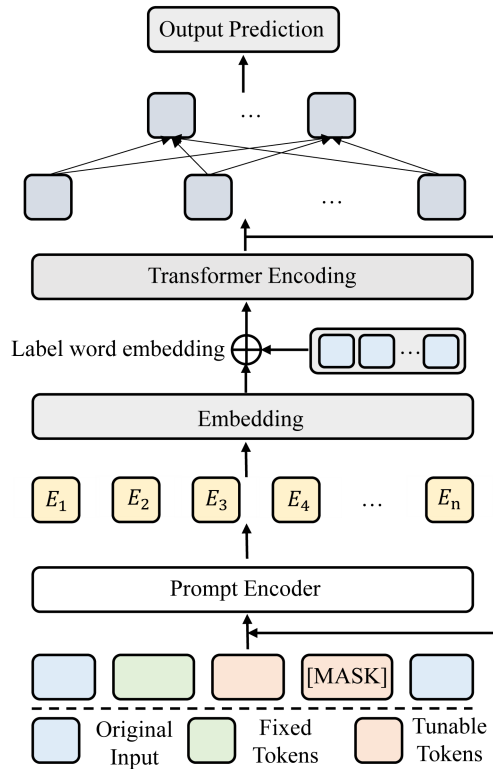 Output Prediction
...
...
Transformer Encoding
Label word embedding
...
Embedding
E₁ E₂ E₃ E₄ ... Eₙ
Prompt Encoder
[MASK]
Original Input
Fixed Tokens
Tunable Tokens